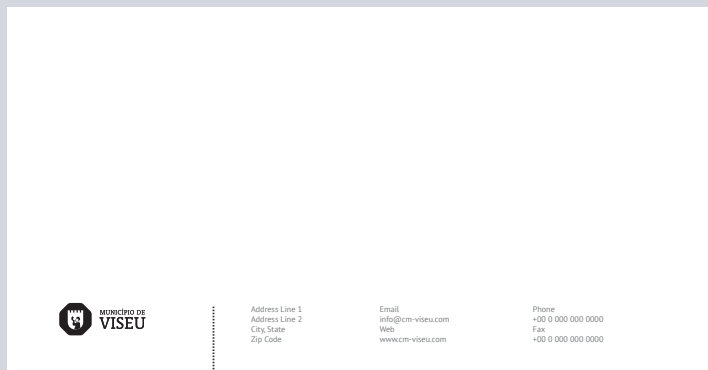 MUNICÍPIO DE
VISEU
Address Line 1
Address Line 2
City, State
Zip Code
Email
info@cm-viseu.com
Web
www.cm-viseu.com
Phone
+00 0 000 000 0000
Fax
+00 0 000 000 0000